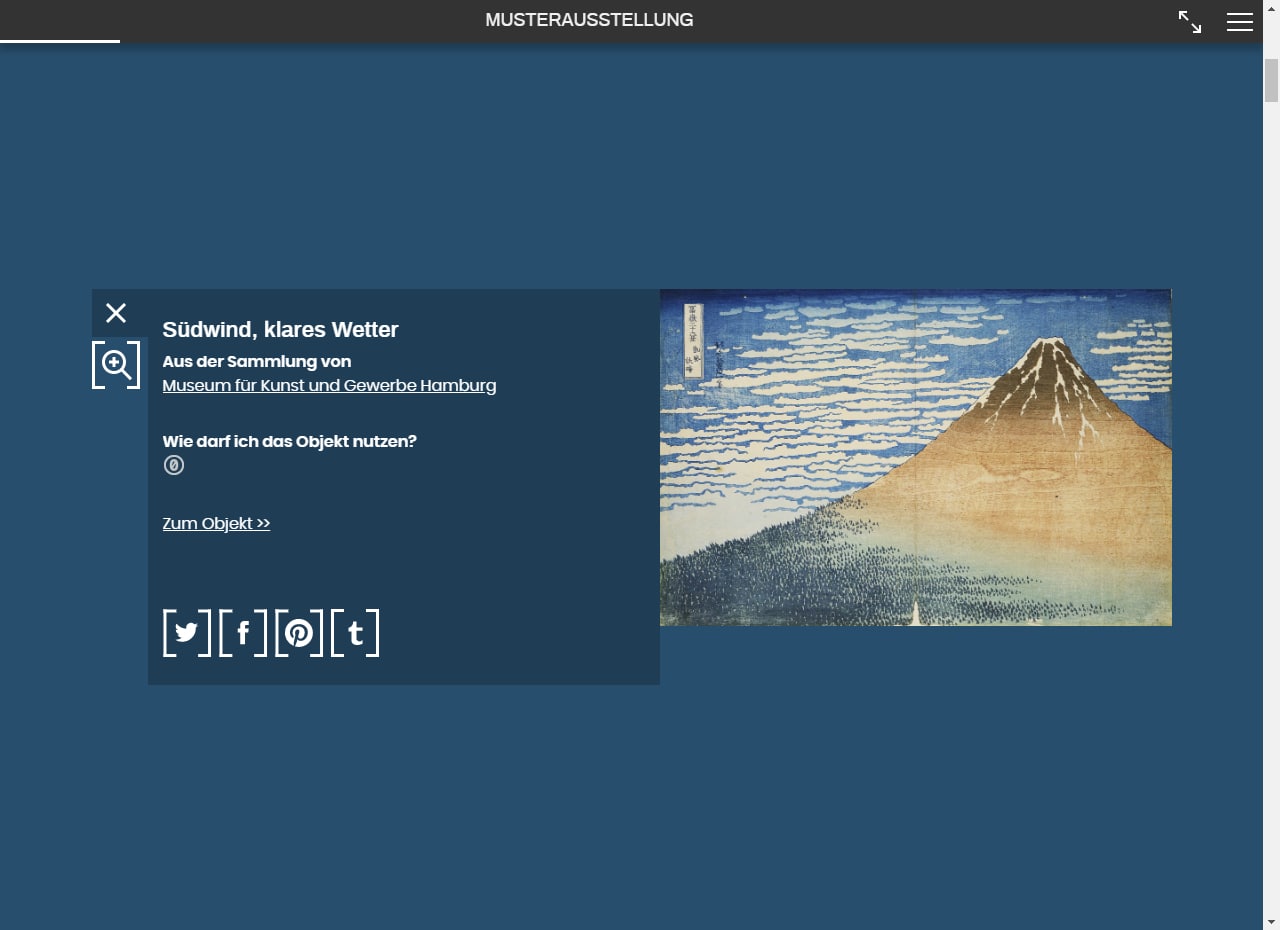 MUSTERAUSSTELLUNG
Südwind, klares Wetter
Aus der Sammlung von
Museum für Kunst und Gewerbe Hamburg
Wie darf ich das Objekt nutzen?
Zum Objekt >>